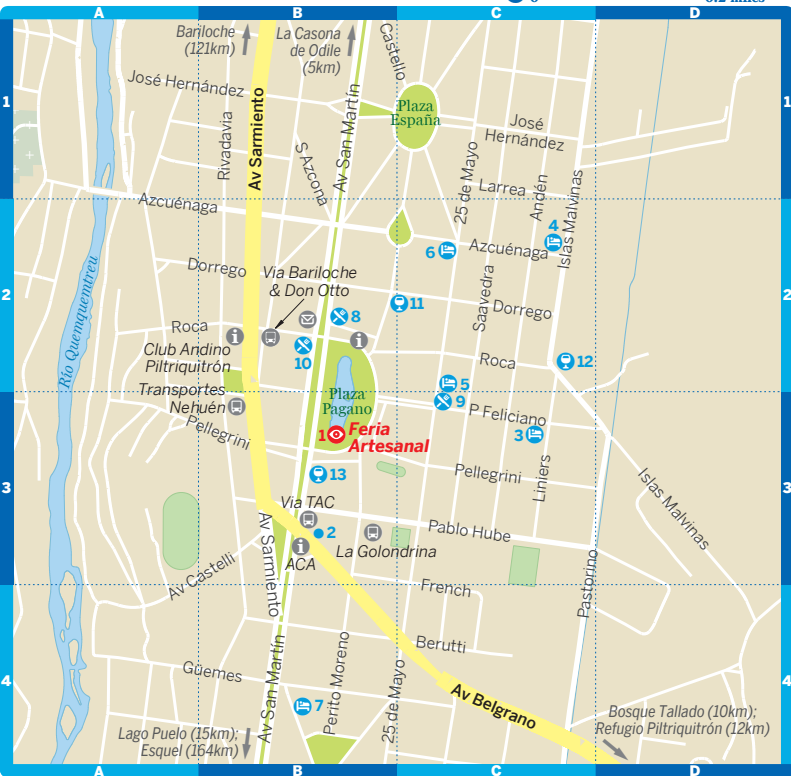 0.2 miles
A
B
C
D
Bariloche
(121km)
La Casona
de Odile
(5km)
Castello
José Hernández
Plaza
España
1
1
José
Hernández
Rivadavia
Av Sarmiento
S Azcona
Av San Martín
25 de Mayo
Larrea
Andén
Islas Malvinas
Azcuénaga
4
6
Azcuénaga
Dorrego
Via Bariloche
& Don Otto
Saavedra
Río Quemquemtreu
2
2
11
Dorrego
8
Roca
Club Andino
Piltriquitrón
10
Roca
12
Transportes
Nehuén
5
Plaza
Pagano
9
P Feliciano
Pellegrini
1 Feria
Artesanal
3
Liniers
13
Pellegrini
3
3
Islas Malvinas
Via TAC
2
Pablo Hube
La Golondrina
ACA
Av Sarmiento
Av Castelli
French
Pastorino
Berutti
Güemes
Av San Martín
Perito Moreno
25 de Mayo
4
4
7
Av Belgrano
Lago Puelo (15km);
Esquel (164km)
Bosque Tallado (10km);
Refugio Piltriquitrón (12km)
A
B
C
D